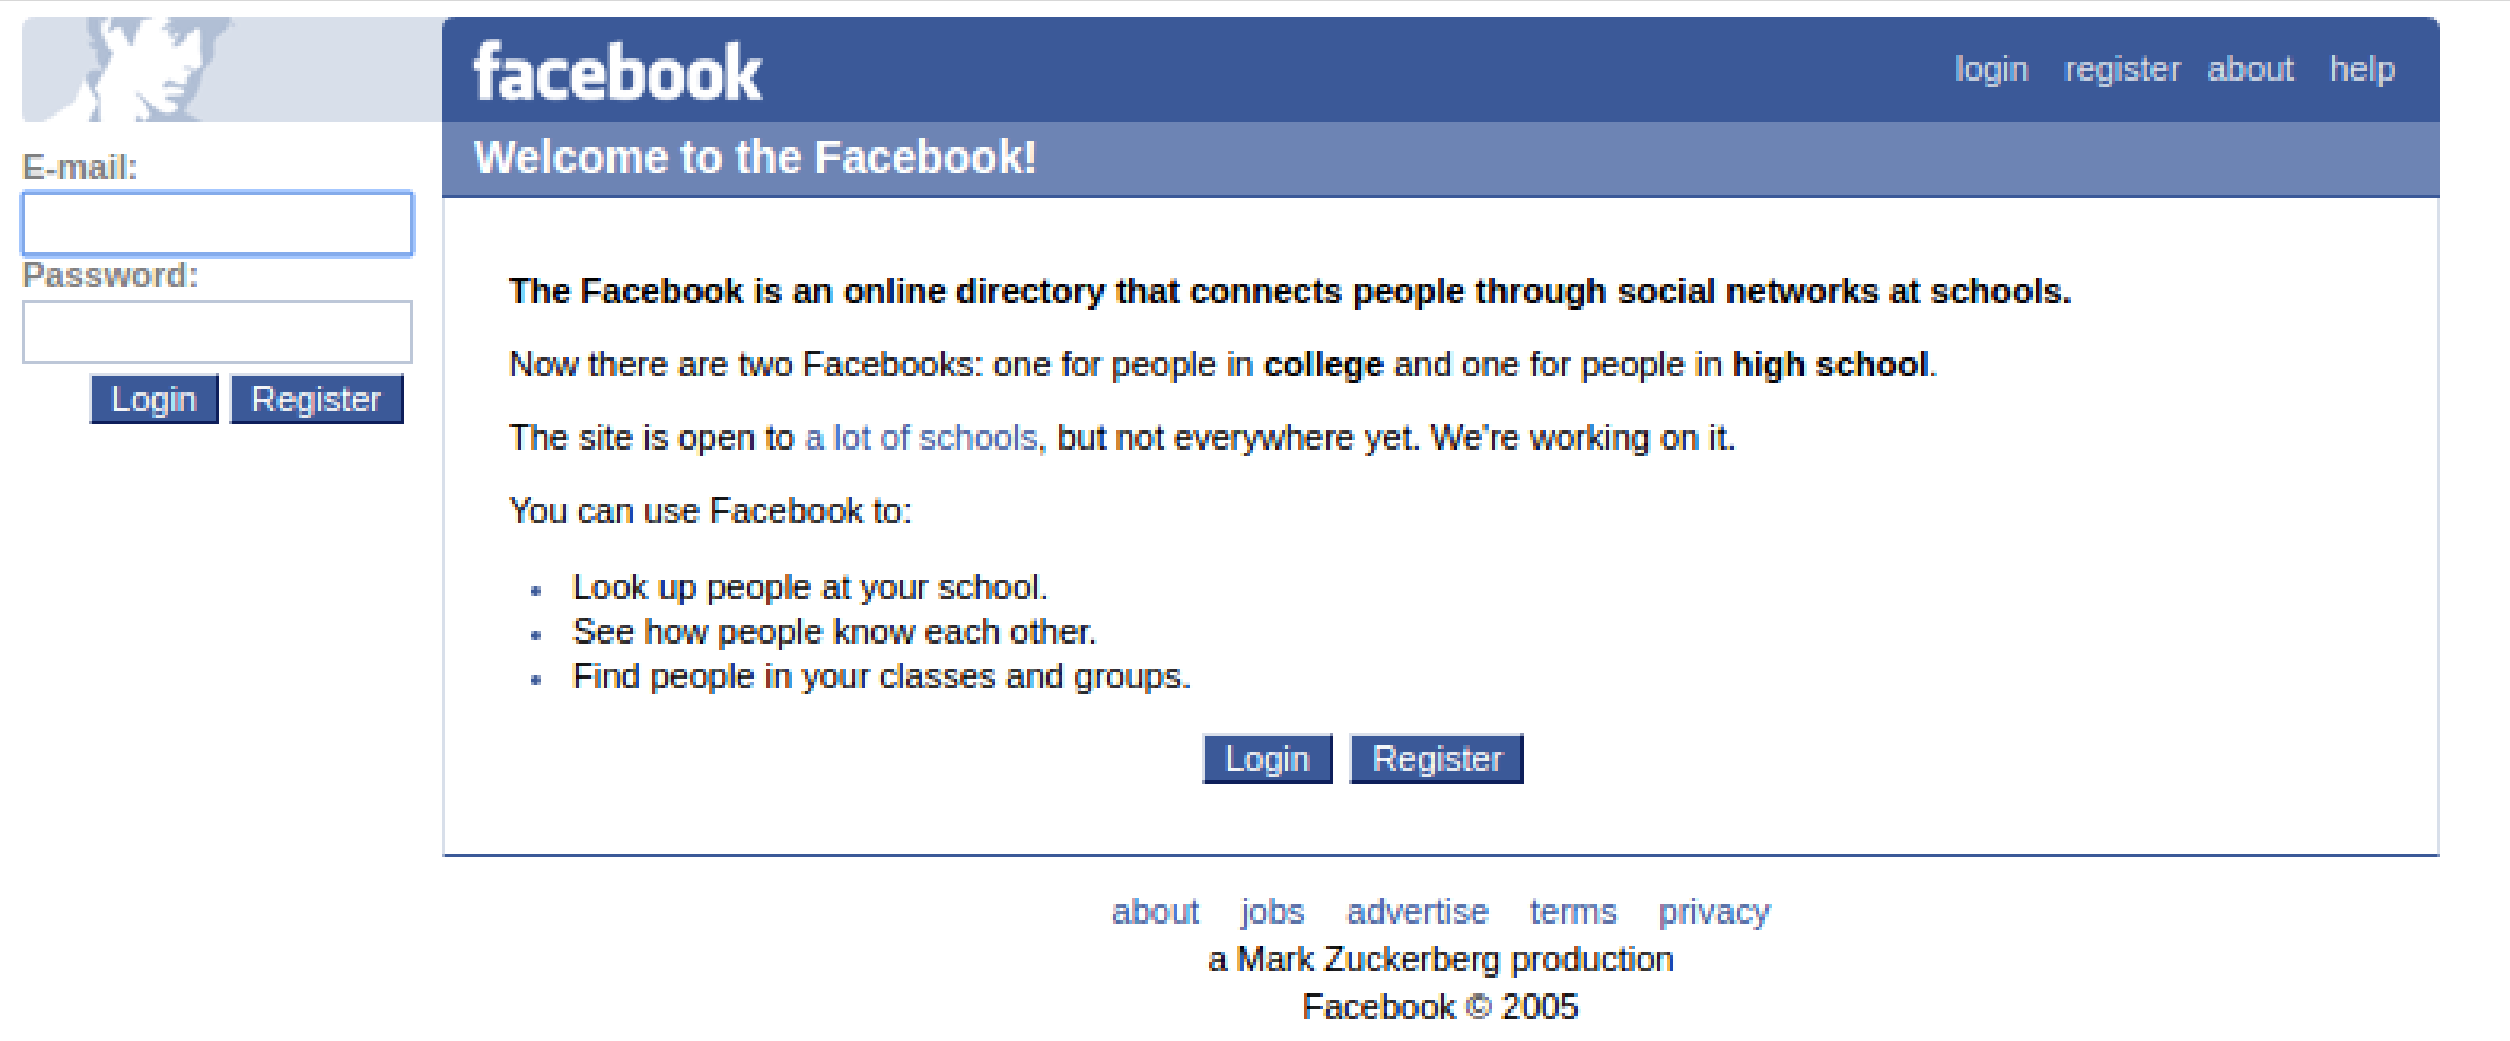 facebook
login register about help
Welcome to the Facebook!
E-mail:
Password:
Login Register
The Facebook is an online directory that connects people through social networks at schools.
Now there are two Facebooks: one for people in college and one for people in high school.
The site is open to a lot of schools, but not everywhere yet. We're working on it.
You can use Facebook to:
• Look up people at your school.
• See how people know each other.
• Find people in your classes and groups.
Login Register
about jobs advertise terms privacy
a Mark Zuckerberg production
Facebook © 2005